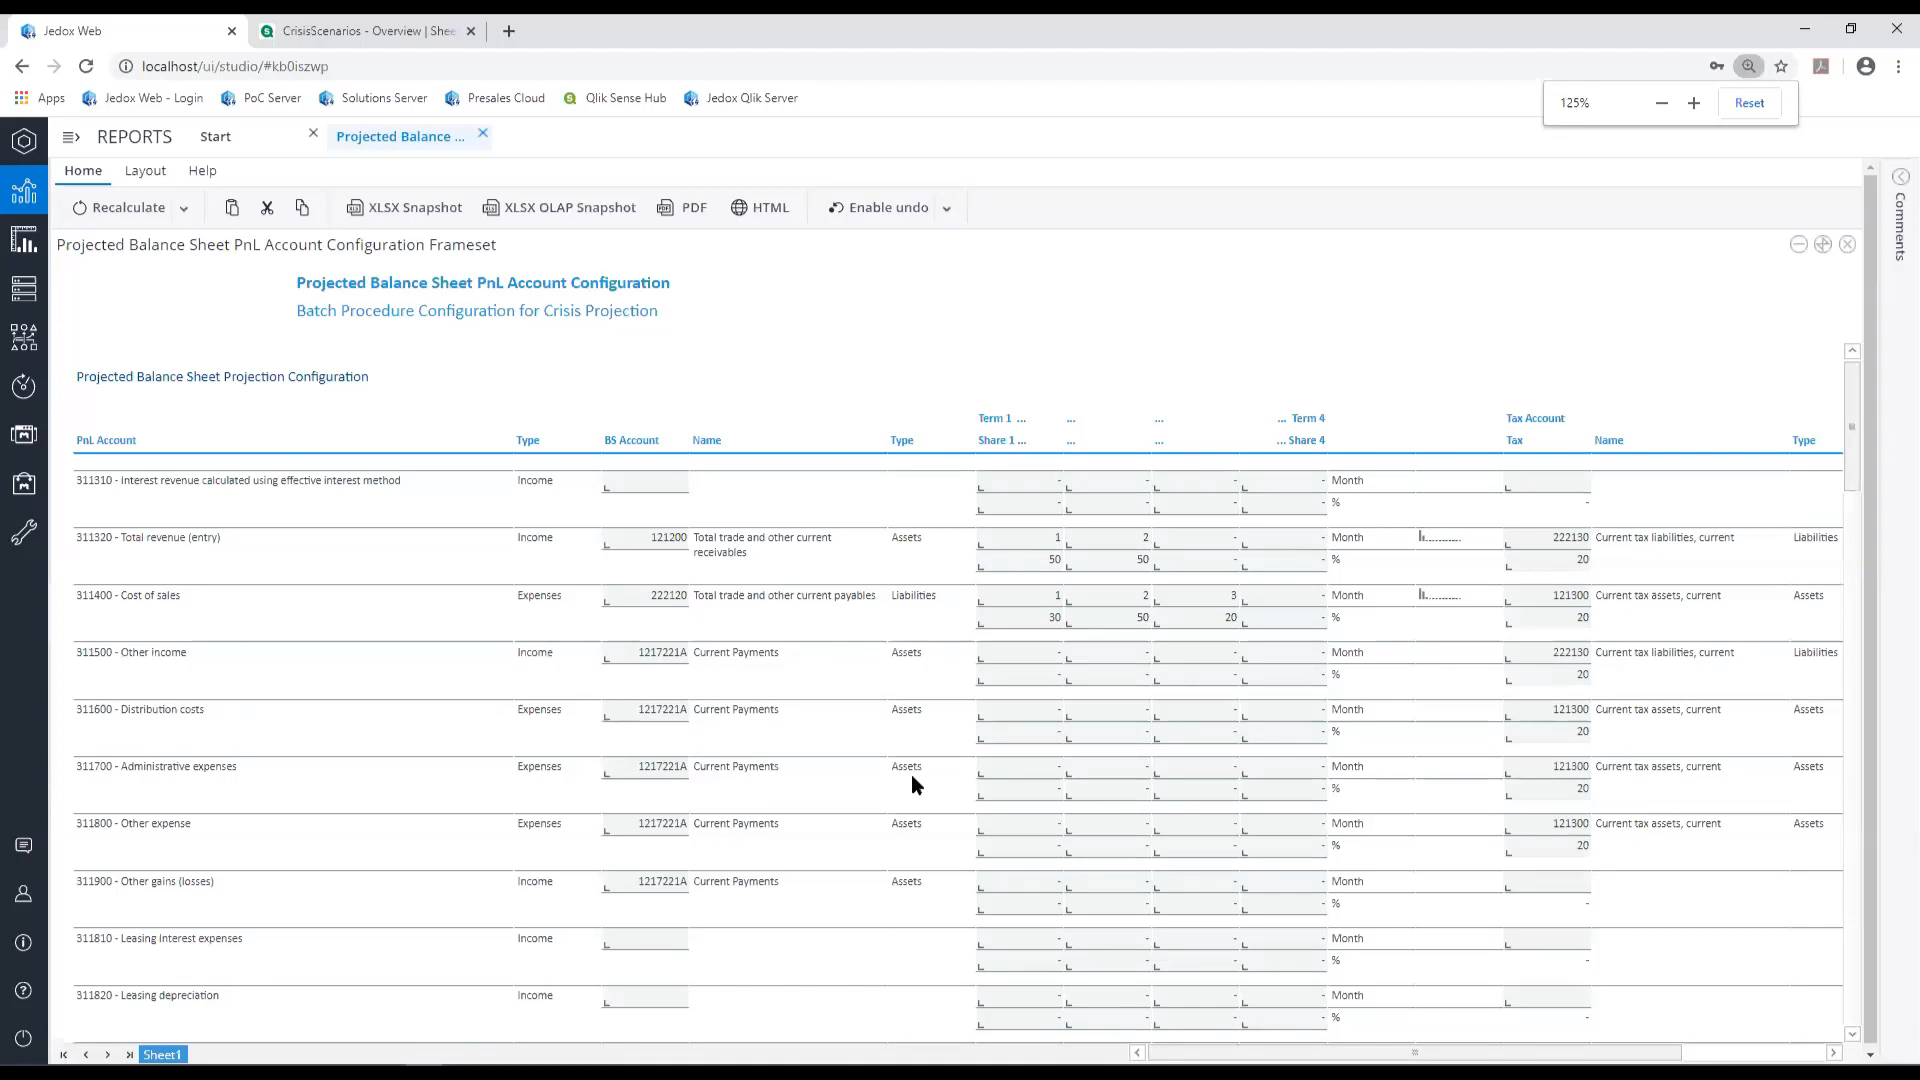 Jedox Web
CrisisScenarios - Overview | Shee
localhost/ui/studio/#kb0iszwp
Apps Jedox Web - Login PoC Server Solutions Server Presales Cloud Qlik Sense Hub Jedox Qlik Server
125% Reset
REPORTS Start Projected Balance ...
Home Layout Help
Recalculate XLSX Snapshot XLSX OLAP Snapshot PDF HTML Enable undo
Comments
Projected Balance Sheet PnL Account Configuration Frameset
Projected Balance Sheet PnL Account Configuration
Batch Procedure Configuration for Crisis Projection
Projected Balance Sheet Projection Configuration
Term 1 ... ... ... ... Term 4 Tax Account
PnL Account Type BS Account Name Type Share 1 ... ... ... ... Share 4 Tax Name Type
311310 - Interest revenue calculated using effective interest method Income - - - - Month
- - - - % -
311320 - Total revenue (entry) Income 121200 Total trade and other current receivables Assets 1 2 - - Month 222130 Current tax liabilities, current Liabilities
50 50 - - % 20
311400 - Cost of sales Expenses 222120 Total trade and other current payables Liabilities 1 2 3 - Month 121300 Current tax assets, current Assets
30 50 20 - % 20
311500 - Other income Income 1217221A Current Payments Assets - - - - Month 222130 Current tax liabilities, current Liabilities
- - - - % 20
311600 - Distribution costs Expenses 1217221A Current Payments Assets - - - - Month 121300 Current tax assets, current Assets
- - - - % 20
311700 - Administrative expenses Expenses 1217221A Current Payments Assets - - - - Month 121300 Current tax assets, current Assets
- - - - % 20
311800 - Other expense Expenses 1217221A Current Payments Assets - - - - Month 121300 Current tax assets, current Assets
- - - - % 20
311900 - Other gains (losses) Income 1217221A Current Payments Assets - - - - Month
- - - - % -
311810 - Leasing Interest expenses Income - - - - Month
- - - - % -
311820 - Leasing depreciation Income - - - - Month
- - - - % -
Sheet1